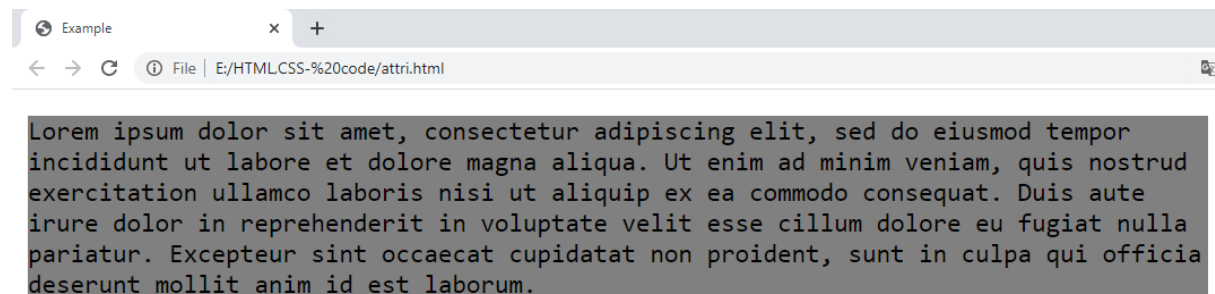 Example
File | E:/HTML,CSS-%20code/attri.html
Lorem ipsum dolor sit amet, consectetur adipiscing elit, sed do eiusmod tempor
incididunt ut labore et dolore magna aliqua. Ut enim ad minim veniam, quis nostrud
exercitation ullamco laboris nisi ut aliquip ex ea commodo consequat. Duis aute
irure dolor in reprehenderit in voluptate velit esse cillum dolore eu fugiat nulla
pariatur. Excepteur sint occaecat cupidatat non proident, sunt in culpa qui officia
deserunt mollit anim id est laborum.